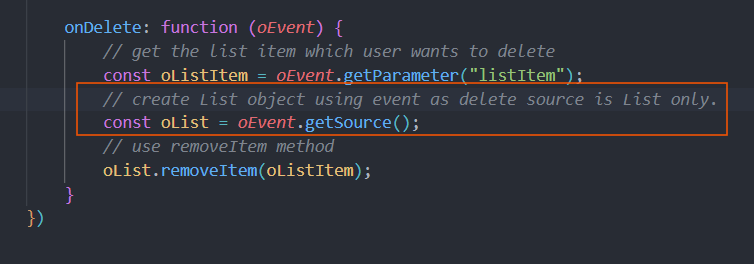 onDelete: function (oEvent) {
// get the list item which user wants to delete
const oListItem = oEvent.getParameter("listItem");
// create List object using event as delete source is List only.
const oList = oEvent.getSource();
// use removeItem method
oList.removeItem(oListItem);
}
})